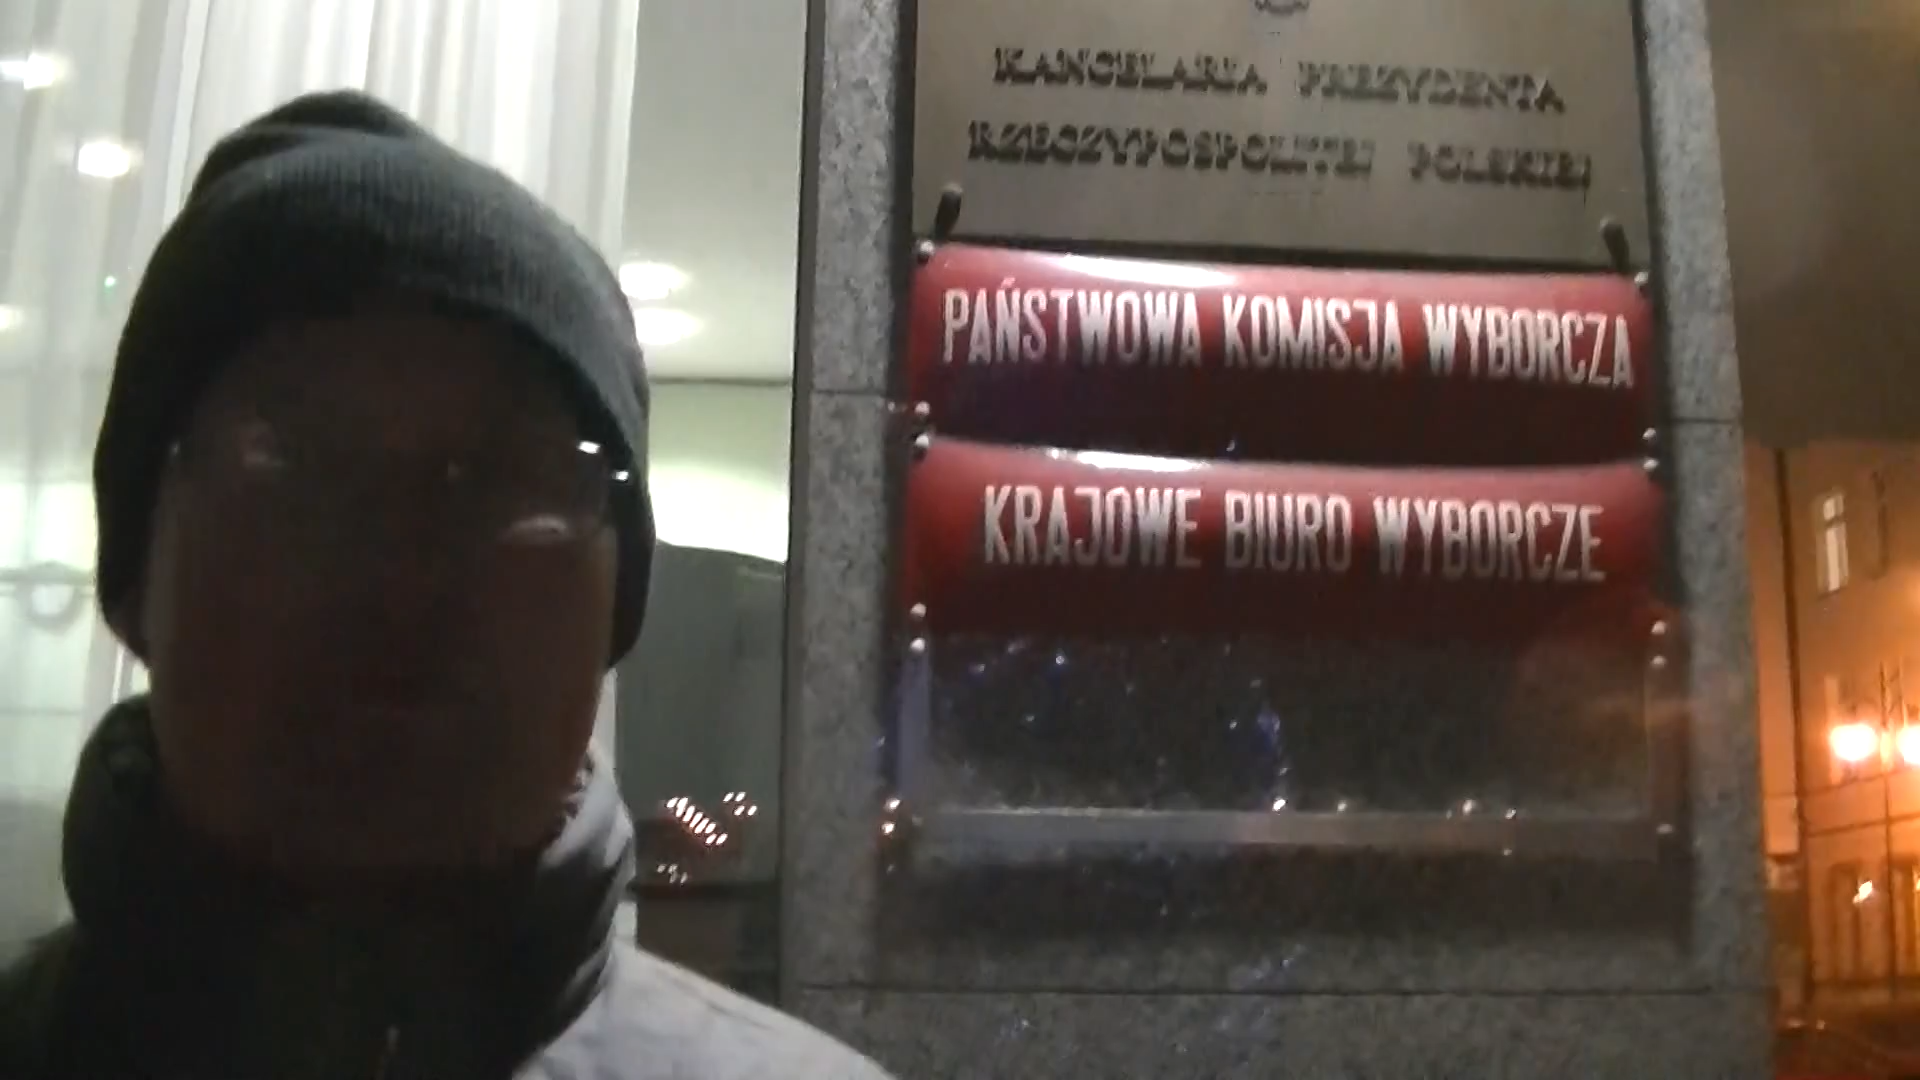 KANCELARIA PREZYDENTA
RZECZYPOSPOLITEJ POLSKIEJ
PAŃSTWOWA KOMISJA WYBORCZA
KRAJOWE BIURO WYBORCZE